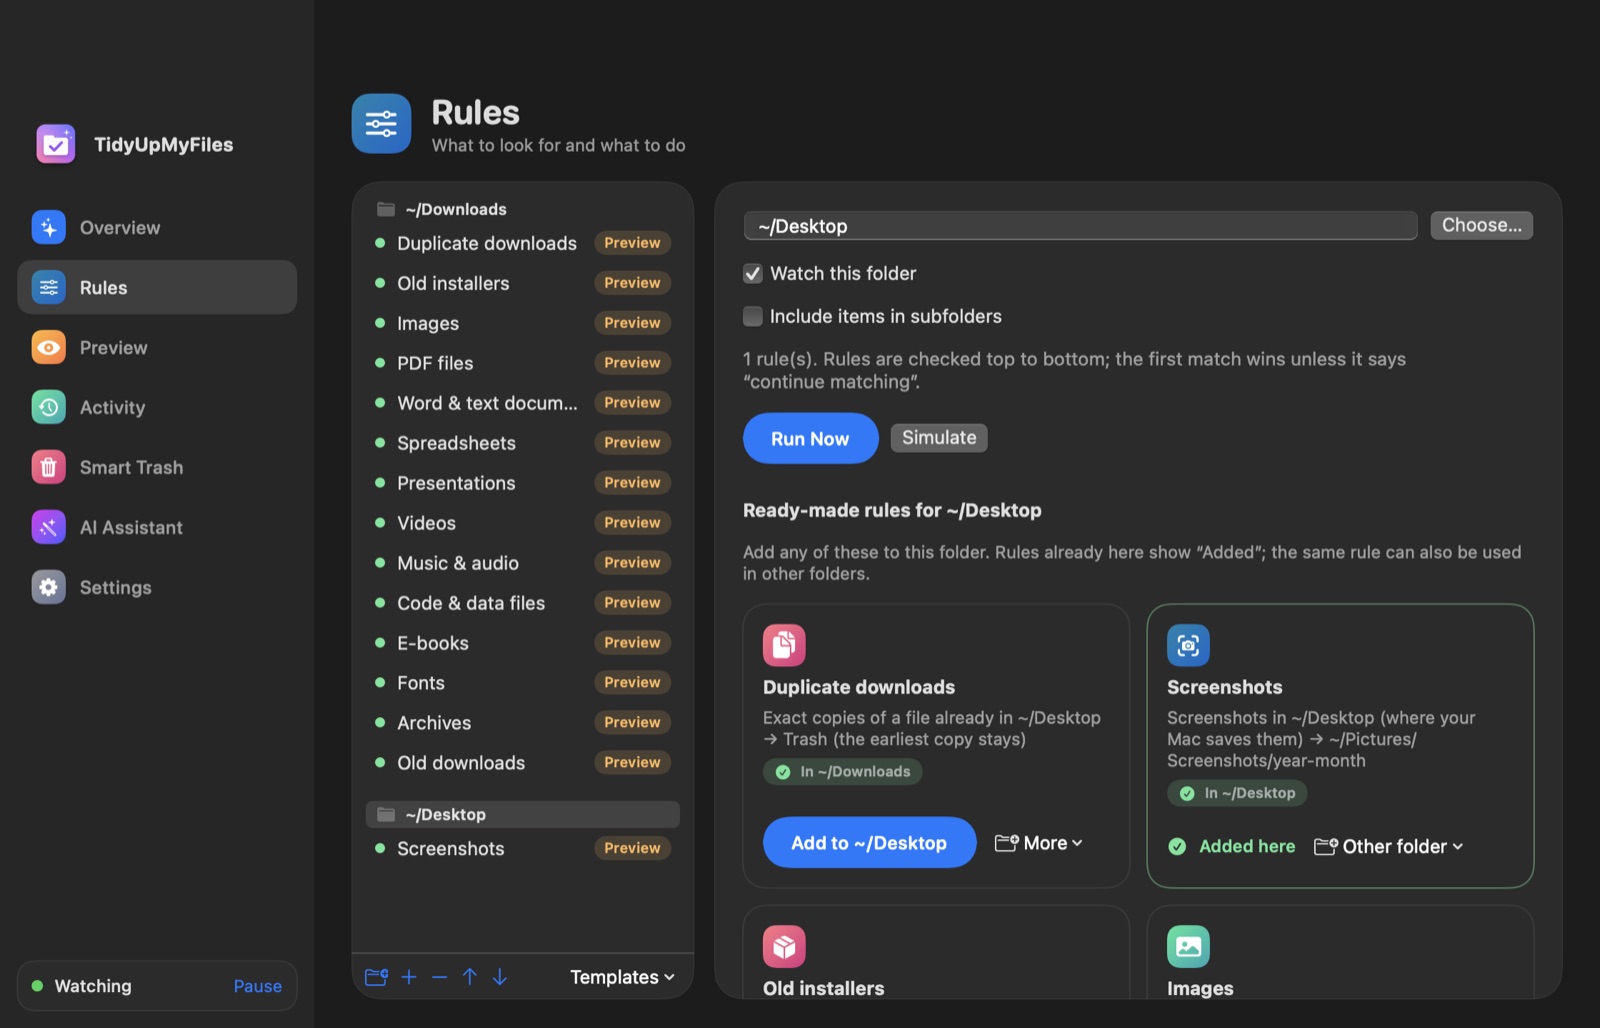 TidyUpMyFiles
Overview
Rules
Preview
Activity
Smart Trash
AI Assistant
Settings
Watching
Pause
Rules
What to look for and what to do
~/Downloads
Duplicate downloads Preview
Old installers Preview
Images Preview
PDF files Preview
Word & text docum... Preview
Spreadsheets Preview
Presentations Preview
Videos Preview
Music & audio Preview
Code & data files Preview
E-books Preview
Fonts Preview
Archives Preview
Old downloads Preview
~/Desktop
Screenshots Preview
Templates
~/Desktop
Choose...
Watch this folder
Include items in subfolders
1 rule(s). Rules are checked top to bottom; the first match wins unless it says
“continue matching”.
Run Now
Simulate
Ready-made rules for ~/Desktop
Add any of these to this folder. Rules already here show “Added”; the same rule can also be used
in other folders.
Duplicate downloads
Exact copies of a file already in ~/Desktop
→ Trash (the earliest copy stays)
In ~/Downloads
Add to ~/Desktop
More
Screenshots
Screenshots in ~/Desktop (where your
Mac saves them) → ~/Pictures/
Screenshots/year-month
In ~/Desktop
Added here
Other folder
Old installers
Images